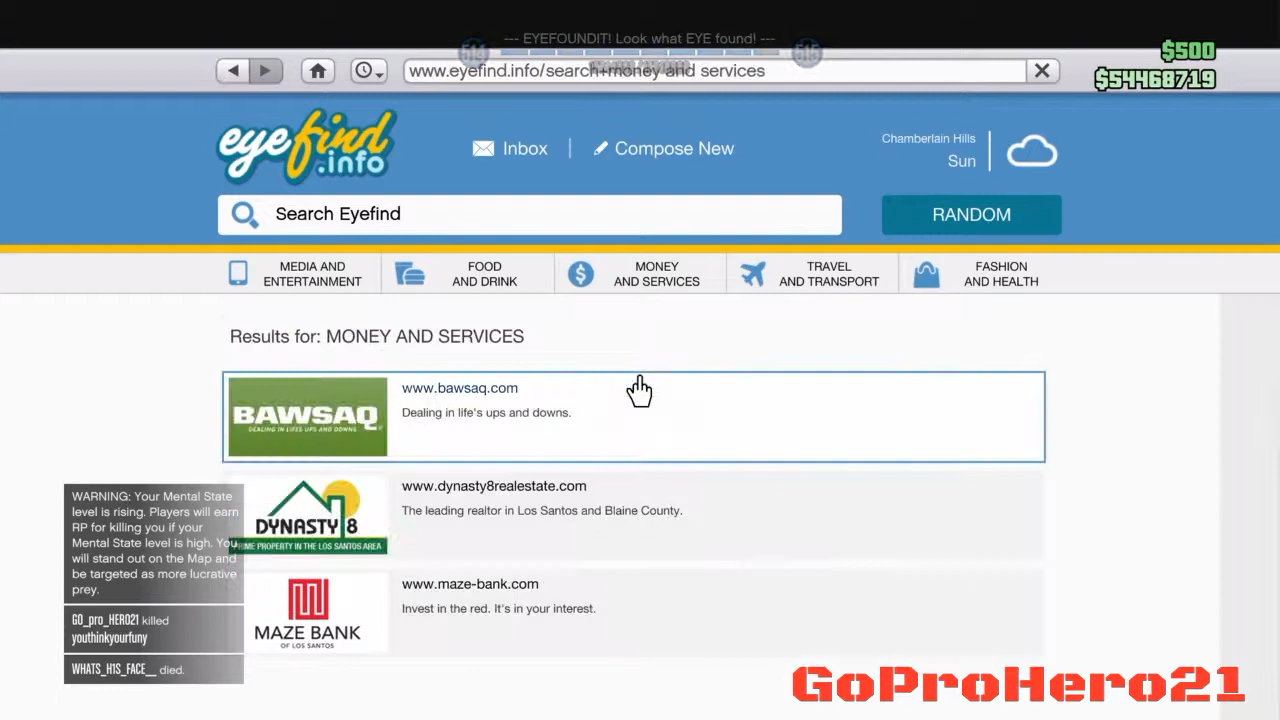 --- EYEFOUNDIT! Look what EYE found! ---
514
515
$500
www.eyefind.info/search+money and services
$54468719
eyefind
.info
Inbox
Compose New
Chamberlain Hills
Sun
Search Eyefind
RANDOM
MEDIA AND
ENTERTAINMENT
FOOD
AND DRINK
MONEY
AND SERVICES
TRAVEL
AND TRANSPORT
FASHION
AND HEALTH
Results for: MONEY AND SERVICES
BAWSAQ
DEALING IN LIFE'S UPS AND DOWNS
www.bawsaq.com
Dealing in life's ups and downs.
DYNASTY 8
PRIME PROPERTY IN THE LOS SANTOS AREA
www.dynasty8realestate.com
The leading realtor in Los Santos and Blaine County.
MAZE BANK
OF LOS SANTOS
www.maze-bank.com
Invest in the red. It's in your interest.
WARNING: Your Mental State
level is rising. Players will earn
RP for killing you if your
Mental State level is high. You
will stand out on the Map and
be targeted as more lucrative
prey.
GO_pro_HERO21 killed
youthinkyourfuny
WHATS_H1S_FACE__ died.
GoProHero21